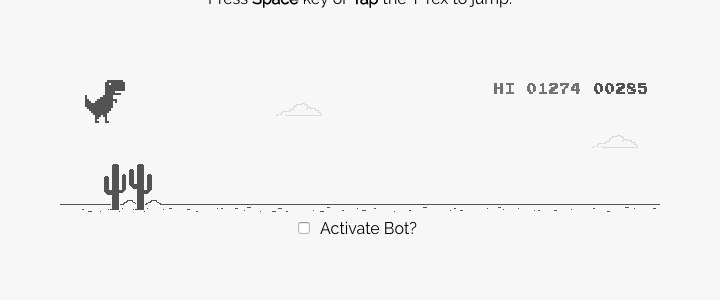 Press Space key or Tap the T-rex to jump.
HI 01274 00285
Activate Bot?